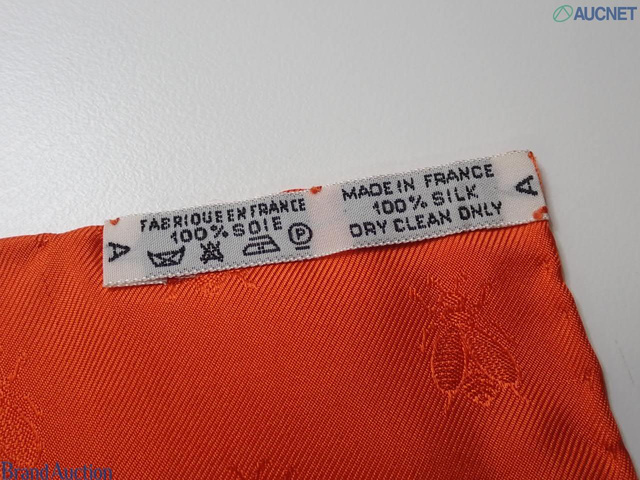 AUCNET
FABRIQUE EN FRANCE
100% SOIE
P
A
MADE IN FRANCE
100% SILK
DRY CLEAN ONLY
A
Brand Auction